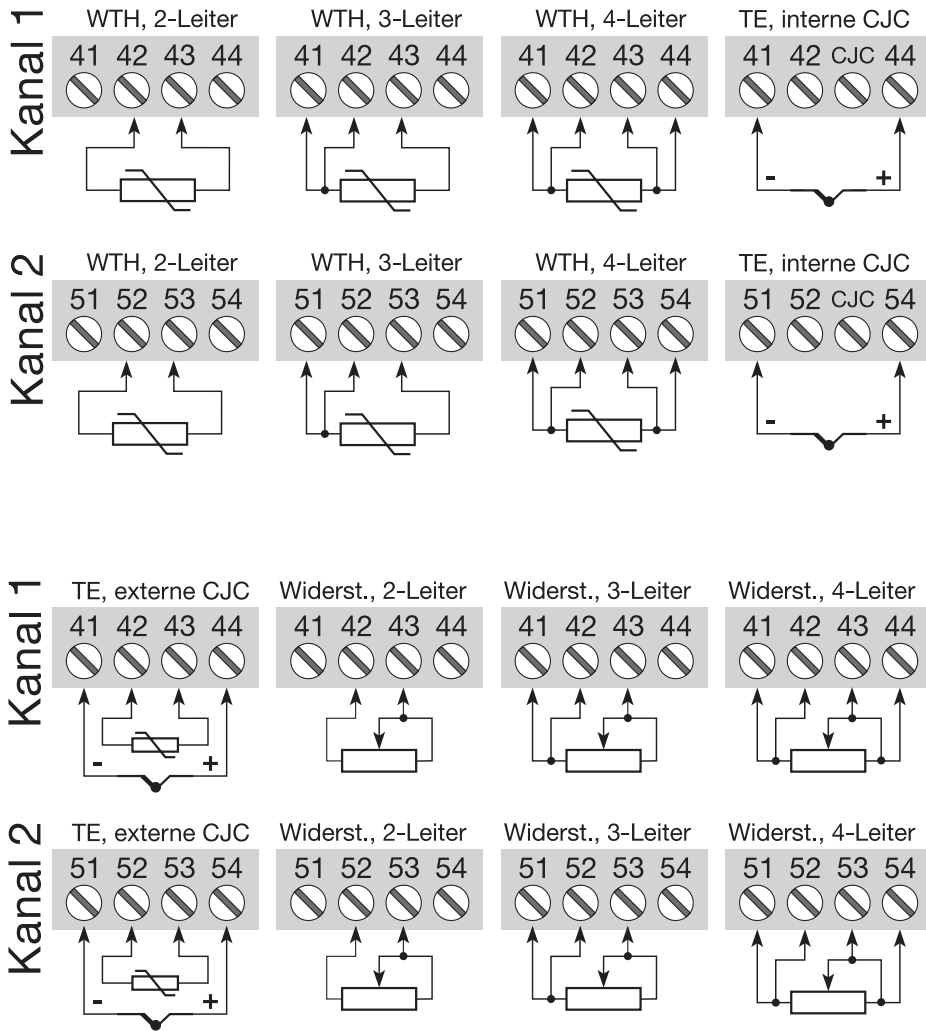 Kanal 1
WTH, 2-Leiter
41 42 43 44
WTH, 3-Leiter
41 42 43 44
WTH, 4-Leiter
41 42 43 44
TE, interne CJC
41 42 CJC 44
- +
Kanal 2
WTH, 2-Leiter
51 52 53 54
WTH, 3-Leiter
51 52 53 54
WTH, 4-Leiter
51 52 53 54
TE, interne CJC
51 52 CJC 54
- +
Kanal 1
TE, externe CJC
41 42 43 44
- +
Widerst., 2-Leiter
41 42 43 44
Widerst., 3-Leiter
41 42 43 44
Widerst., 4-Leiter
41 42 43 44
Kanal 2
TE, externe CJC
51 52 53 54
- +
Widerst., 2-Leiter
51 52 53 54
Widerst., 3-Leiter
51 52 53 54
Widerst., 4-Leiter
51 52 53 54